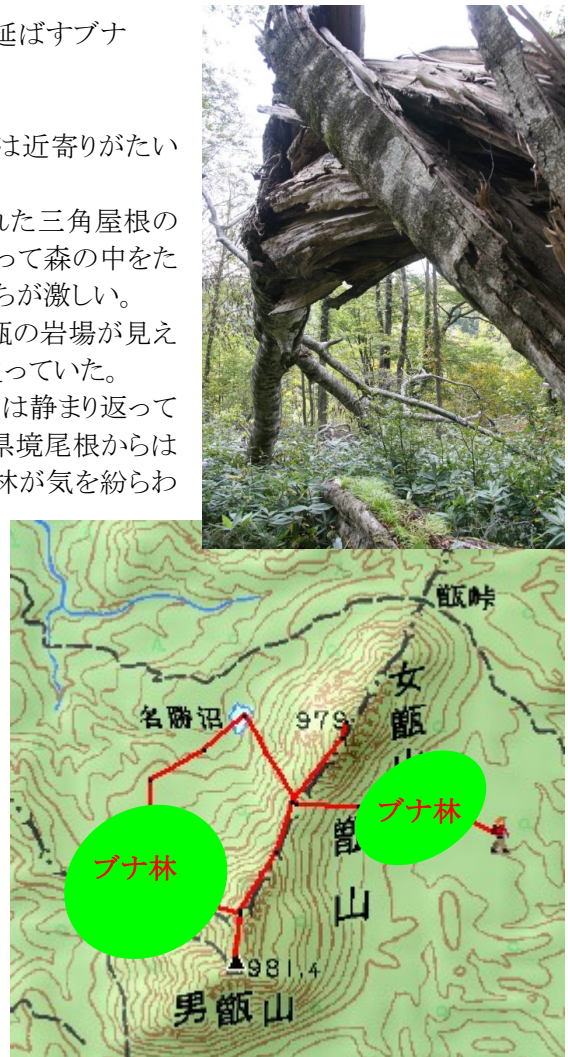 延ばすブナ
は近寄りがたい
れた三角屋根の
って森の中をた
ちが激しい。
の岩場が見え
っていた。
は静まり返って
県境尾根からは
林が気を紛らわ
甑峠
女甑山
名勝沼
979
ブナ林
甑山
ブナ林
981.4
男甑山